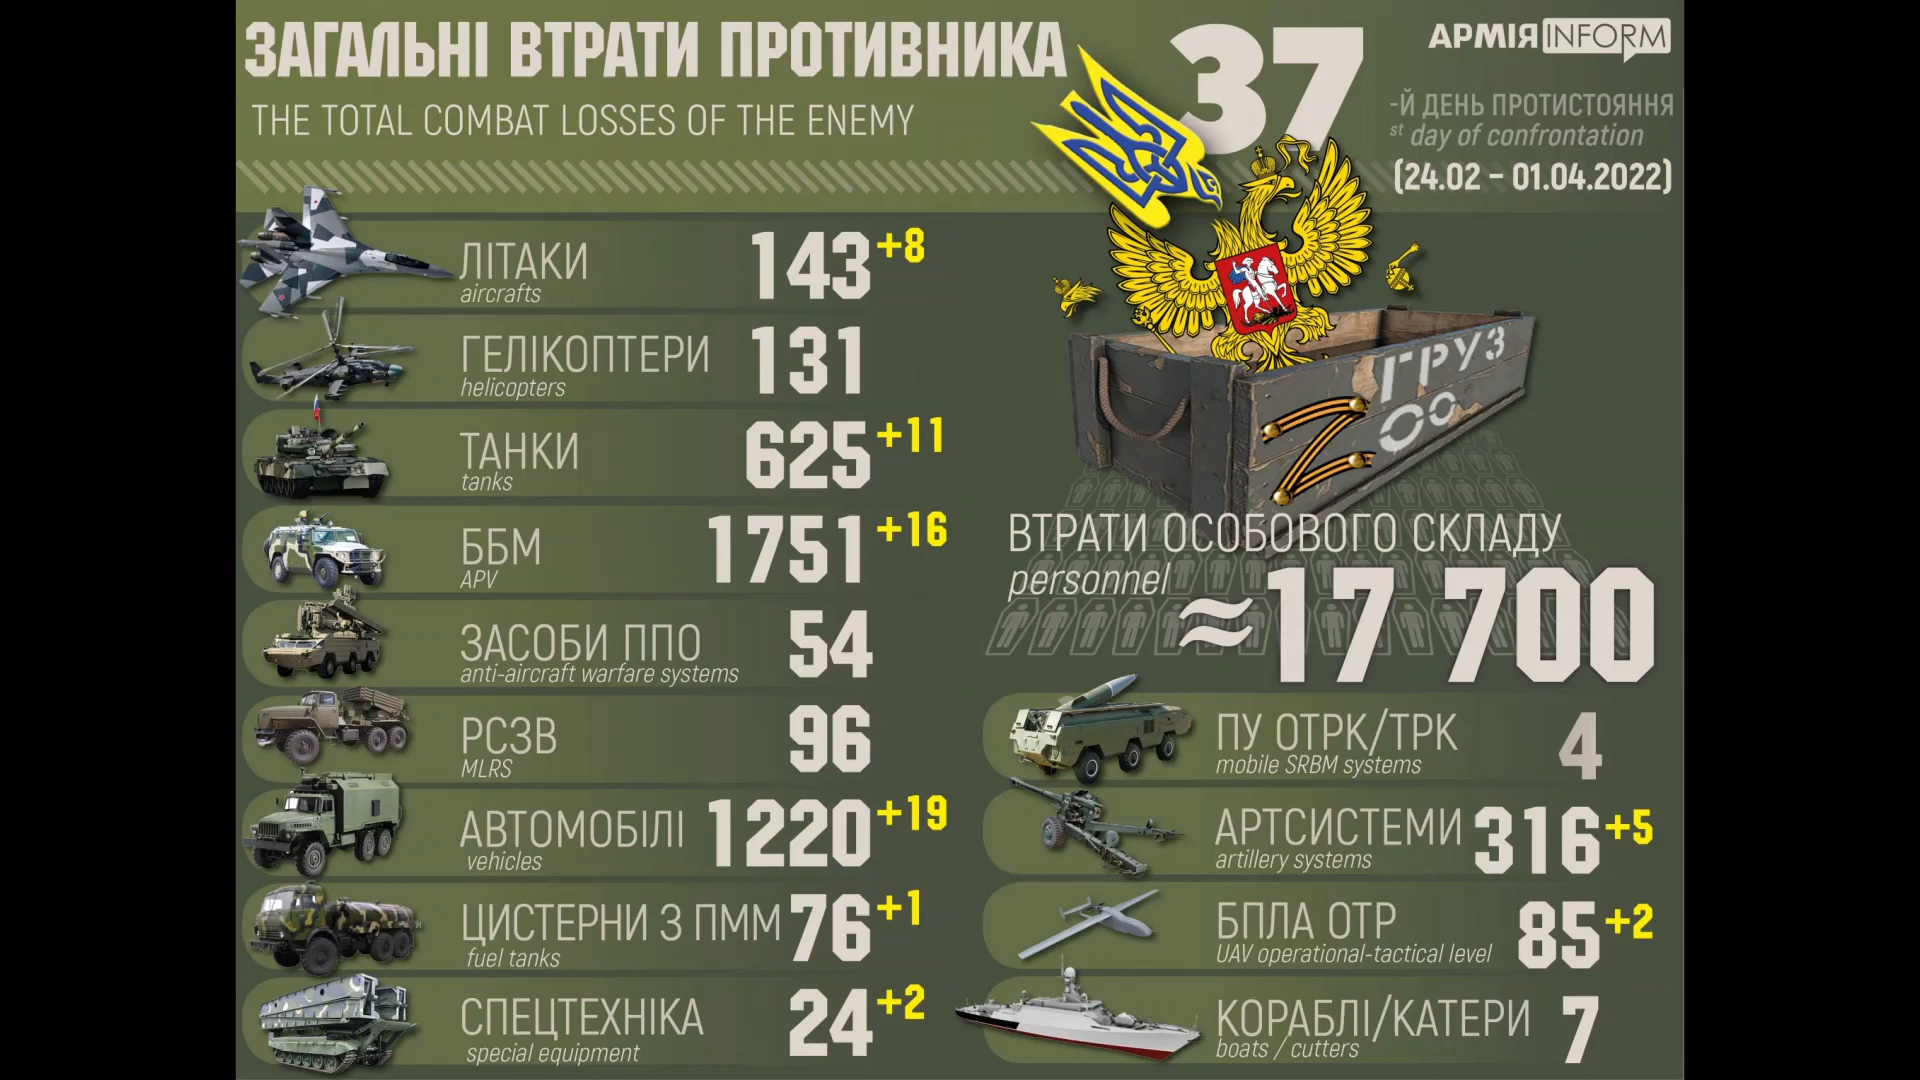 ЗАГАЛЬНІ ВТРАТИ ПРОТИВНИКА
THE TOTAL COMBAT LOSSES OF THE ENEMY
37
-Й ДЕНЬ ПРОТИСТОЯННЯ
st day of confrontation
(24.02 – 01.04.2022)
АРМІЯ INFORM
ЛІТАКИ 143 +8
aircrafts
ГЕЛІКОПТЕРИ 131
helicopters
ТАНКИ 625 +11
tanks
ББМ 1751 +16
APV
ЗАСОБИ ППО 54
anti-aircraft warfare systems
РСЗВ 96
MLRS
АВТОМОБІЛІ 1220 +19
vehicles
ЦИСТЕРНИ З ПММ 76 +1
fuel tanks
СПЕЦТЕХНІКА 24 +2
special equipment
ГРУЗ
Z 00
ВТРАТИ ОСОБОВОГО СКЛАДУ
personnel
≈17 700
ПУ ОТРК/ТРК 4
mobile SRBM systems
АРТСИСТЕМИ 316 +5
artillery systems
БПЛА ОТР 85 +2
UAV operational-tactical level
КОРАБЛІ/КАТЕРИ 7
boats / cutters